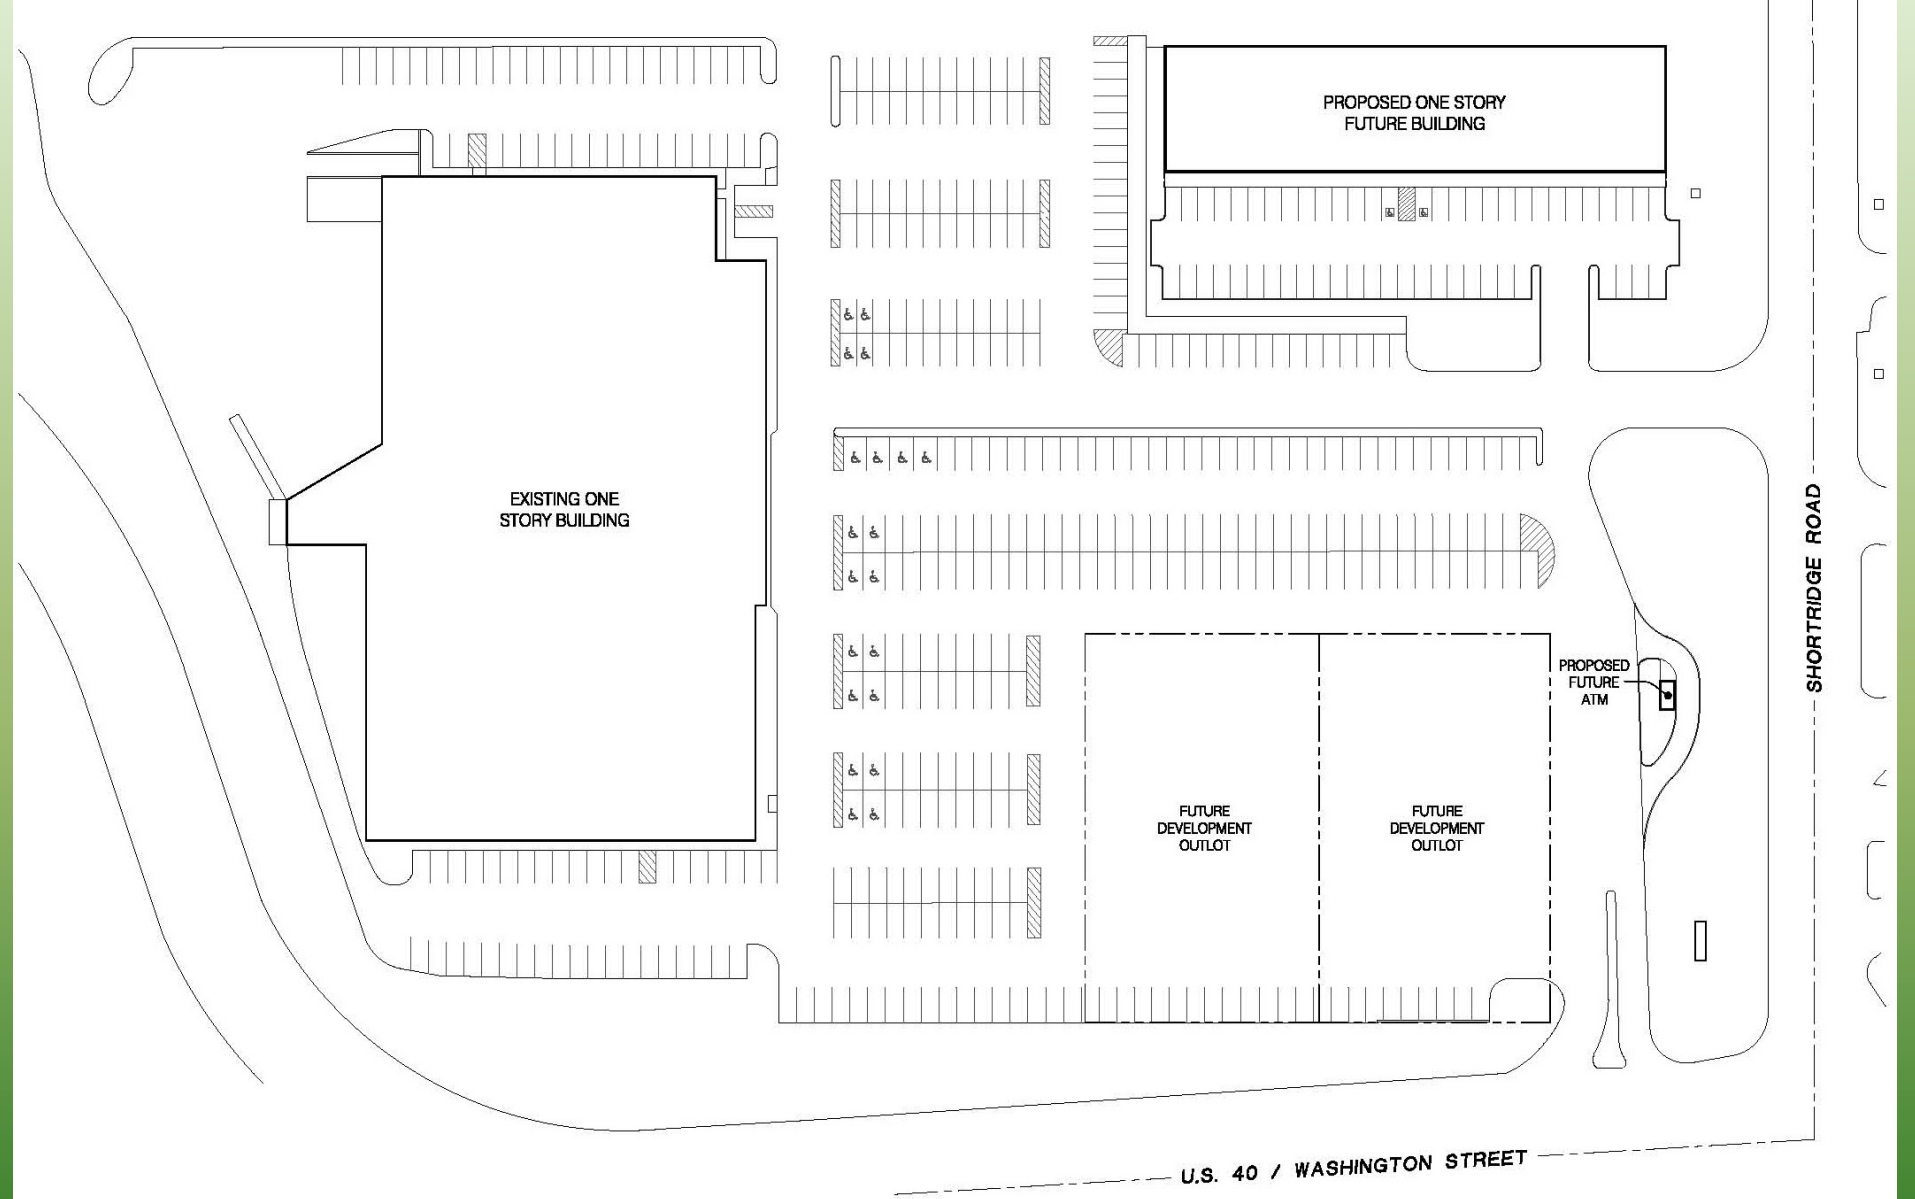 PROPOSED ONE STORY
FUTURE BUILDING
EXISTING ONE
STORY BUILDING
SHORTRIDGE ROAD
PROPOSED
FUTURE
ATM
FUTURE
DEVELOPMENT
OUTLOT
FUTURE
DEVELOPMENT
OUTLOT
U.S. 40 / WASHINGTON STREET